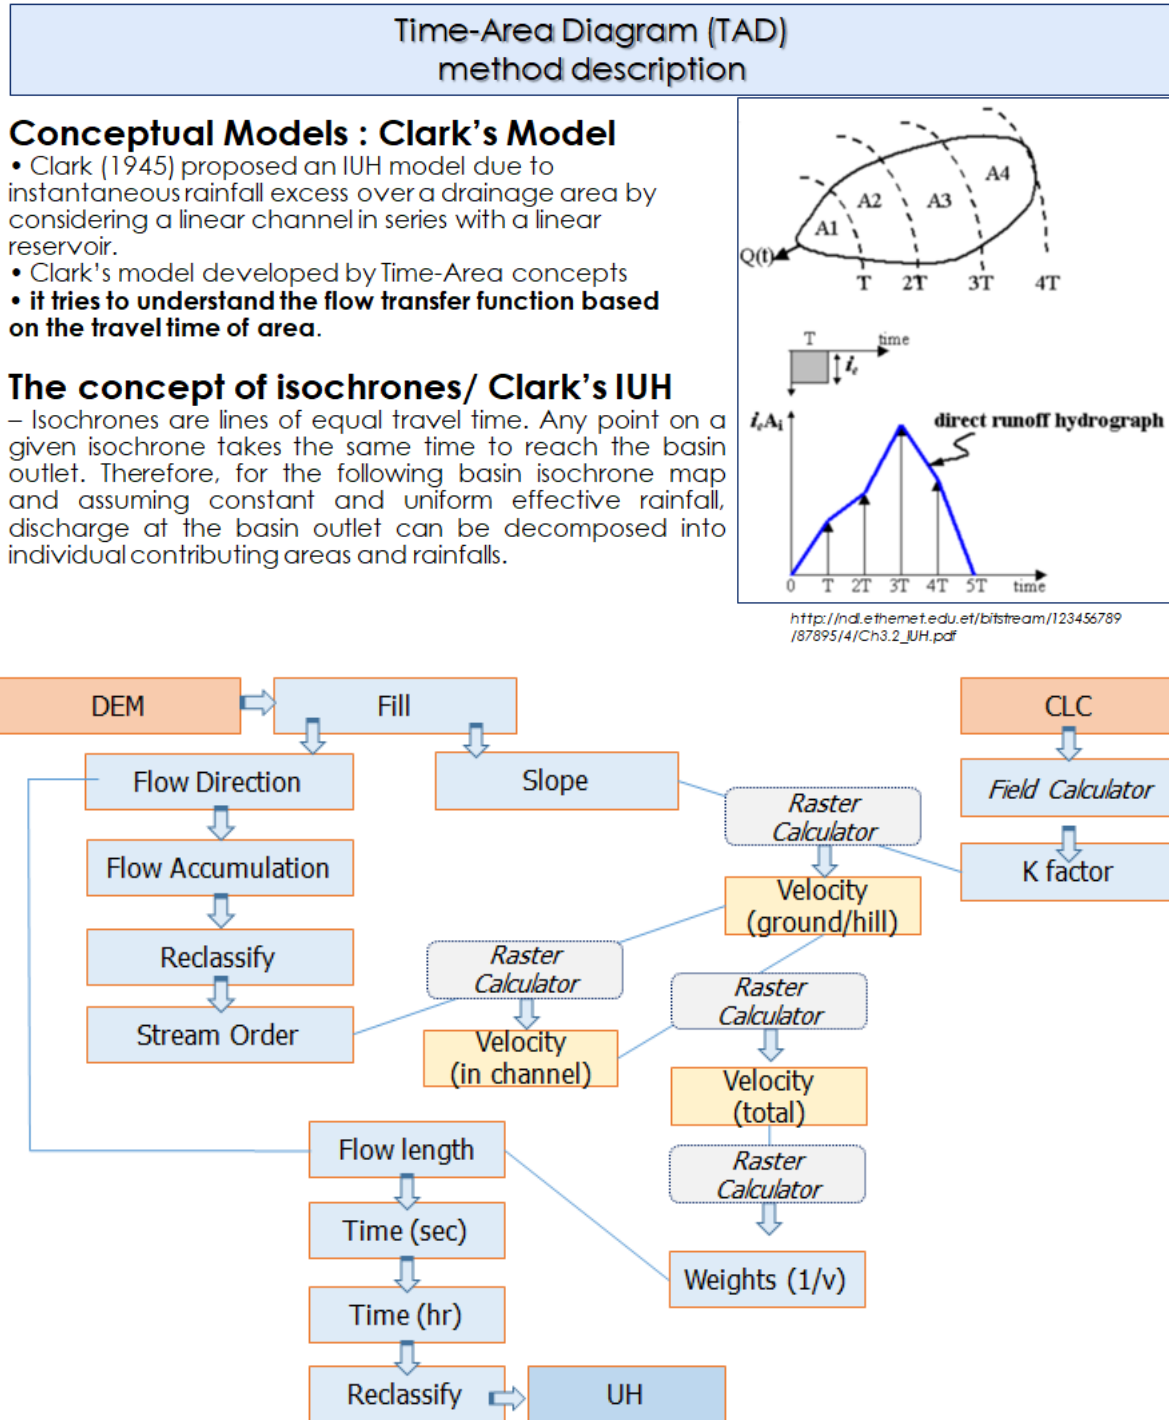 Time-Area Diagram (TAD)
method description
Conceptual Models : Clark's Model
• Clark (1945) proposed an IUH model due to
instantaneous rainfall excess over a drainage area by
considering a linear channel in series with a linear
reservoir.
• Clark's model developed by Time-Area concepts
• it tries to understand the flow transfer function based
on the travel time of area.
The concept of isochrones/ Clark's IUH
– Isochrones are lines of equal travel time. Any point on a
given isochrone takes the same time to reach the basin
outlet. Therefore, for the following basin isochrone map
and assuming constant and uniform effective rainfall,
discharge at the basin outlet can be decomposed into
individual contributing areas and rainfalls.
A4
A2
A3
A1
Q(t)
T 2T 3T 4T
T time
ie
ieAi
direct runoff hydrograph
0 T 2T 3T 4T 5T time
http://ndl.ethernet.edu.et/bitstream/123456789
/87895/4/Ch3.2_IUH.pdf
DEM
Fill
CLC
Flow Direction
Slope
Raster
Calculator
Field Calculator
Flow Accumulation
K factor
Velocity
(ground/hill)
Reclassify
Raster
Calculator
Raster
Calculator
Stream Order
Velocity
(in channel)
Velocity
(total)
Flow length
Raster
Calculator
Time (sec)
Weights (1/v)
Time (hr)
Reclassify
UH